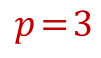 p = 3